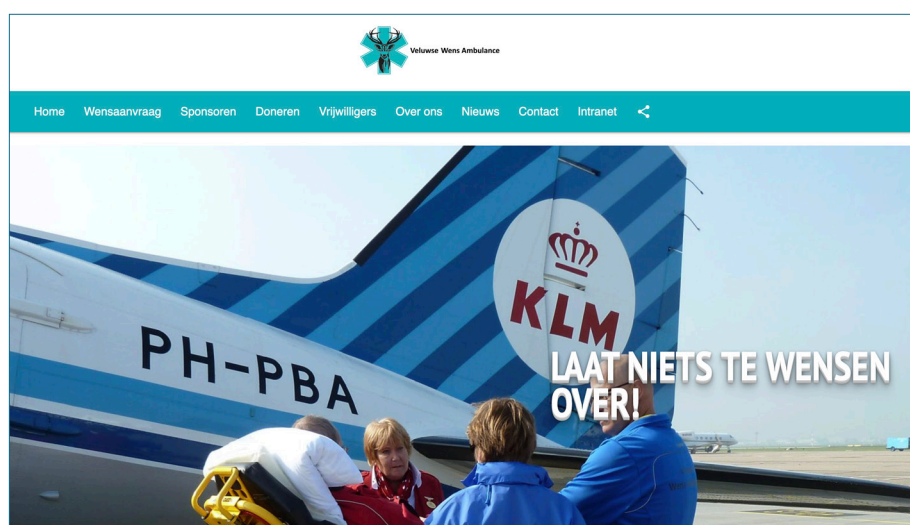 Veluwse Wens Ambulance
Home Wensaanvraag Sponsoren Doneren Vrijwilligers Over ons Nieuws Contact Intranet
KLM
PH-PBA
LAAT NIETS TE WENSEN
OVER!